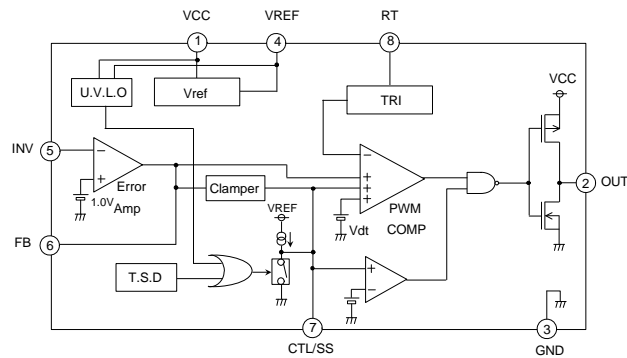 VCC
VREF
RT
1
4
8
VCC
U.V.L.O
Vref
TRI
INV
5
Error
Amp
1.0V
Clamper
PWM
COMP
Vdt
2
OUT
VREF
FB
6
T.S.D
7
CTL/SS
3
GND
−
+
−
+
+
+
+
−